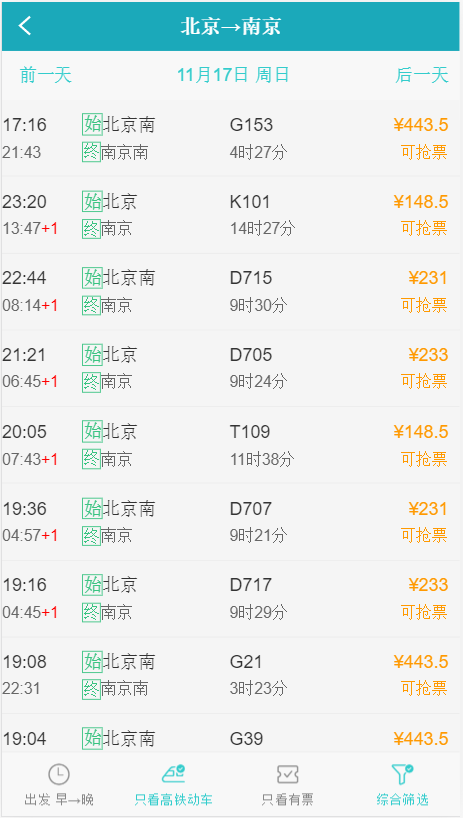 北京→南京
前一天 11月17日 周日 后一天
17:16 始北京南 G153 ¥443.5
21:43 终南京南 4时27分 可抢票
23:20 始北京 K101 ¥148.5
13:47+1 终南京 14时27分 可抢票
22:44 始北京南 D715 ¥231
08:14+1 终南京 9时30分 可抢票
21:21 始北京 D705 ¥233
06:45+1 终南京 9时24分 可抢票
20:05 始北京 T109 ¥148.5
07:43+1 终南京 11时38分 可抢票
19:36 始北京南 D707 ¥231
04:57+1 终南京 9时21分 可抢票
19:16 始北京 D717 ¥233
04:45+1 终南京 9时29分 可抢票
19:08 始北京南 G21 ¥443.5
22:31 终南京南 3时23分 可抢票
19:04 始北京南 G39 ¥443.5
出发 早→晚 只看高铁动车 只看有票 综合筛选